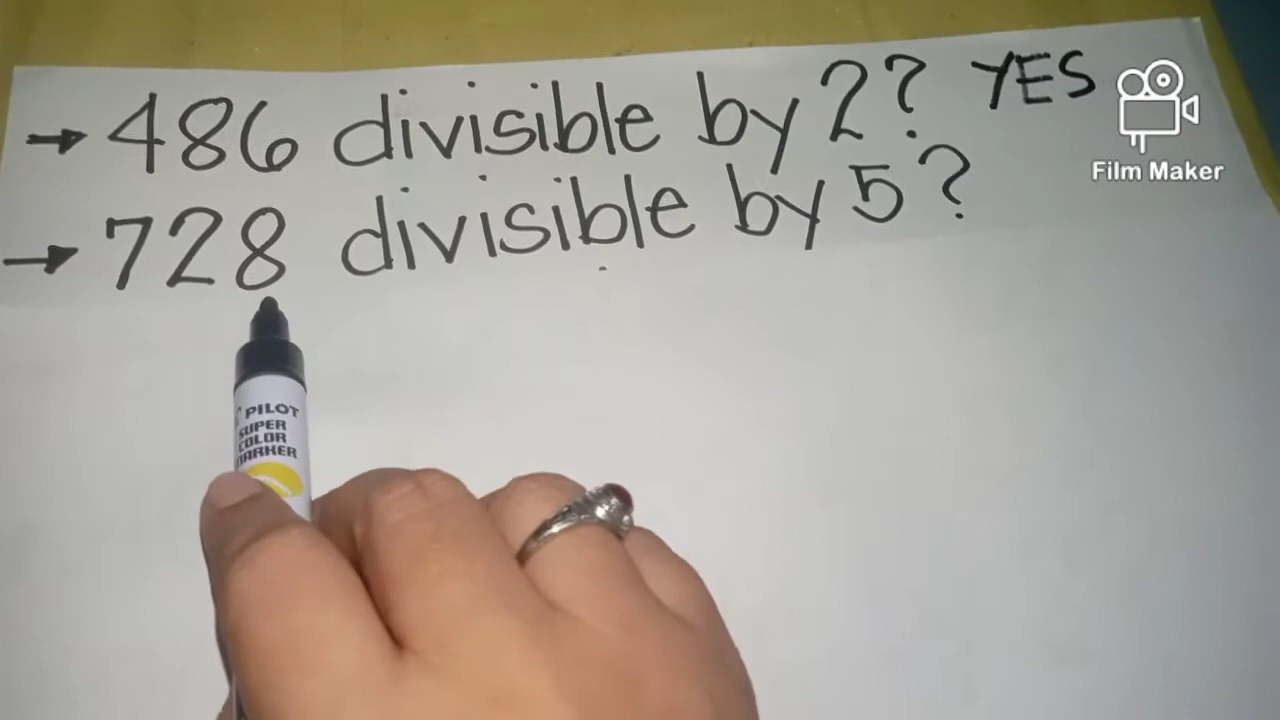 → 486 divisible by 2? YES
→ 728 divisible by 5?
Film Maker
PILOT
SUPER
COLOR
MARKER